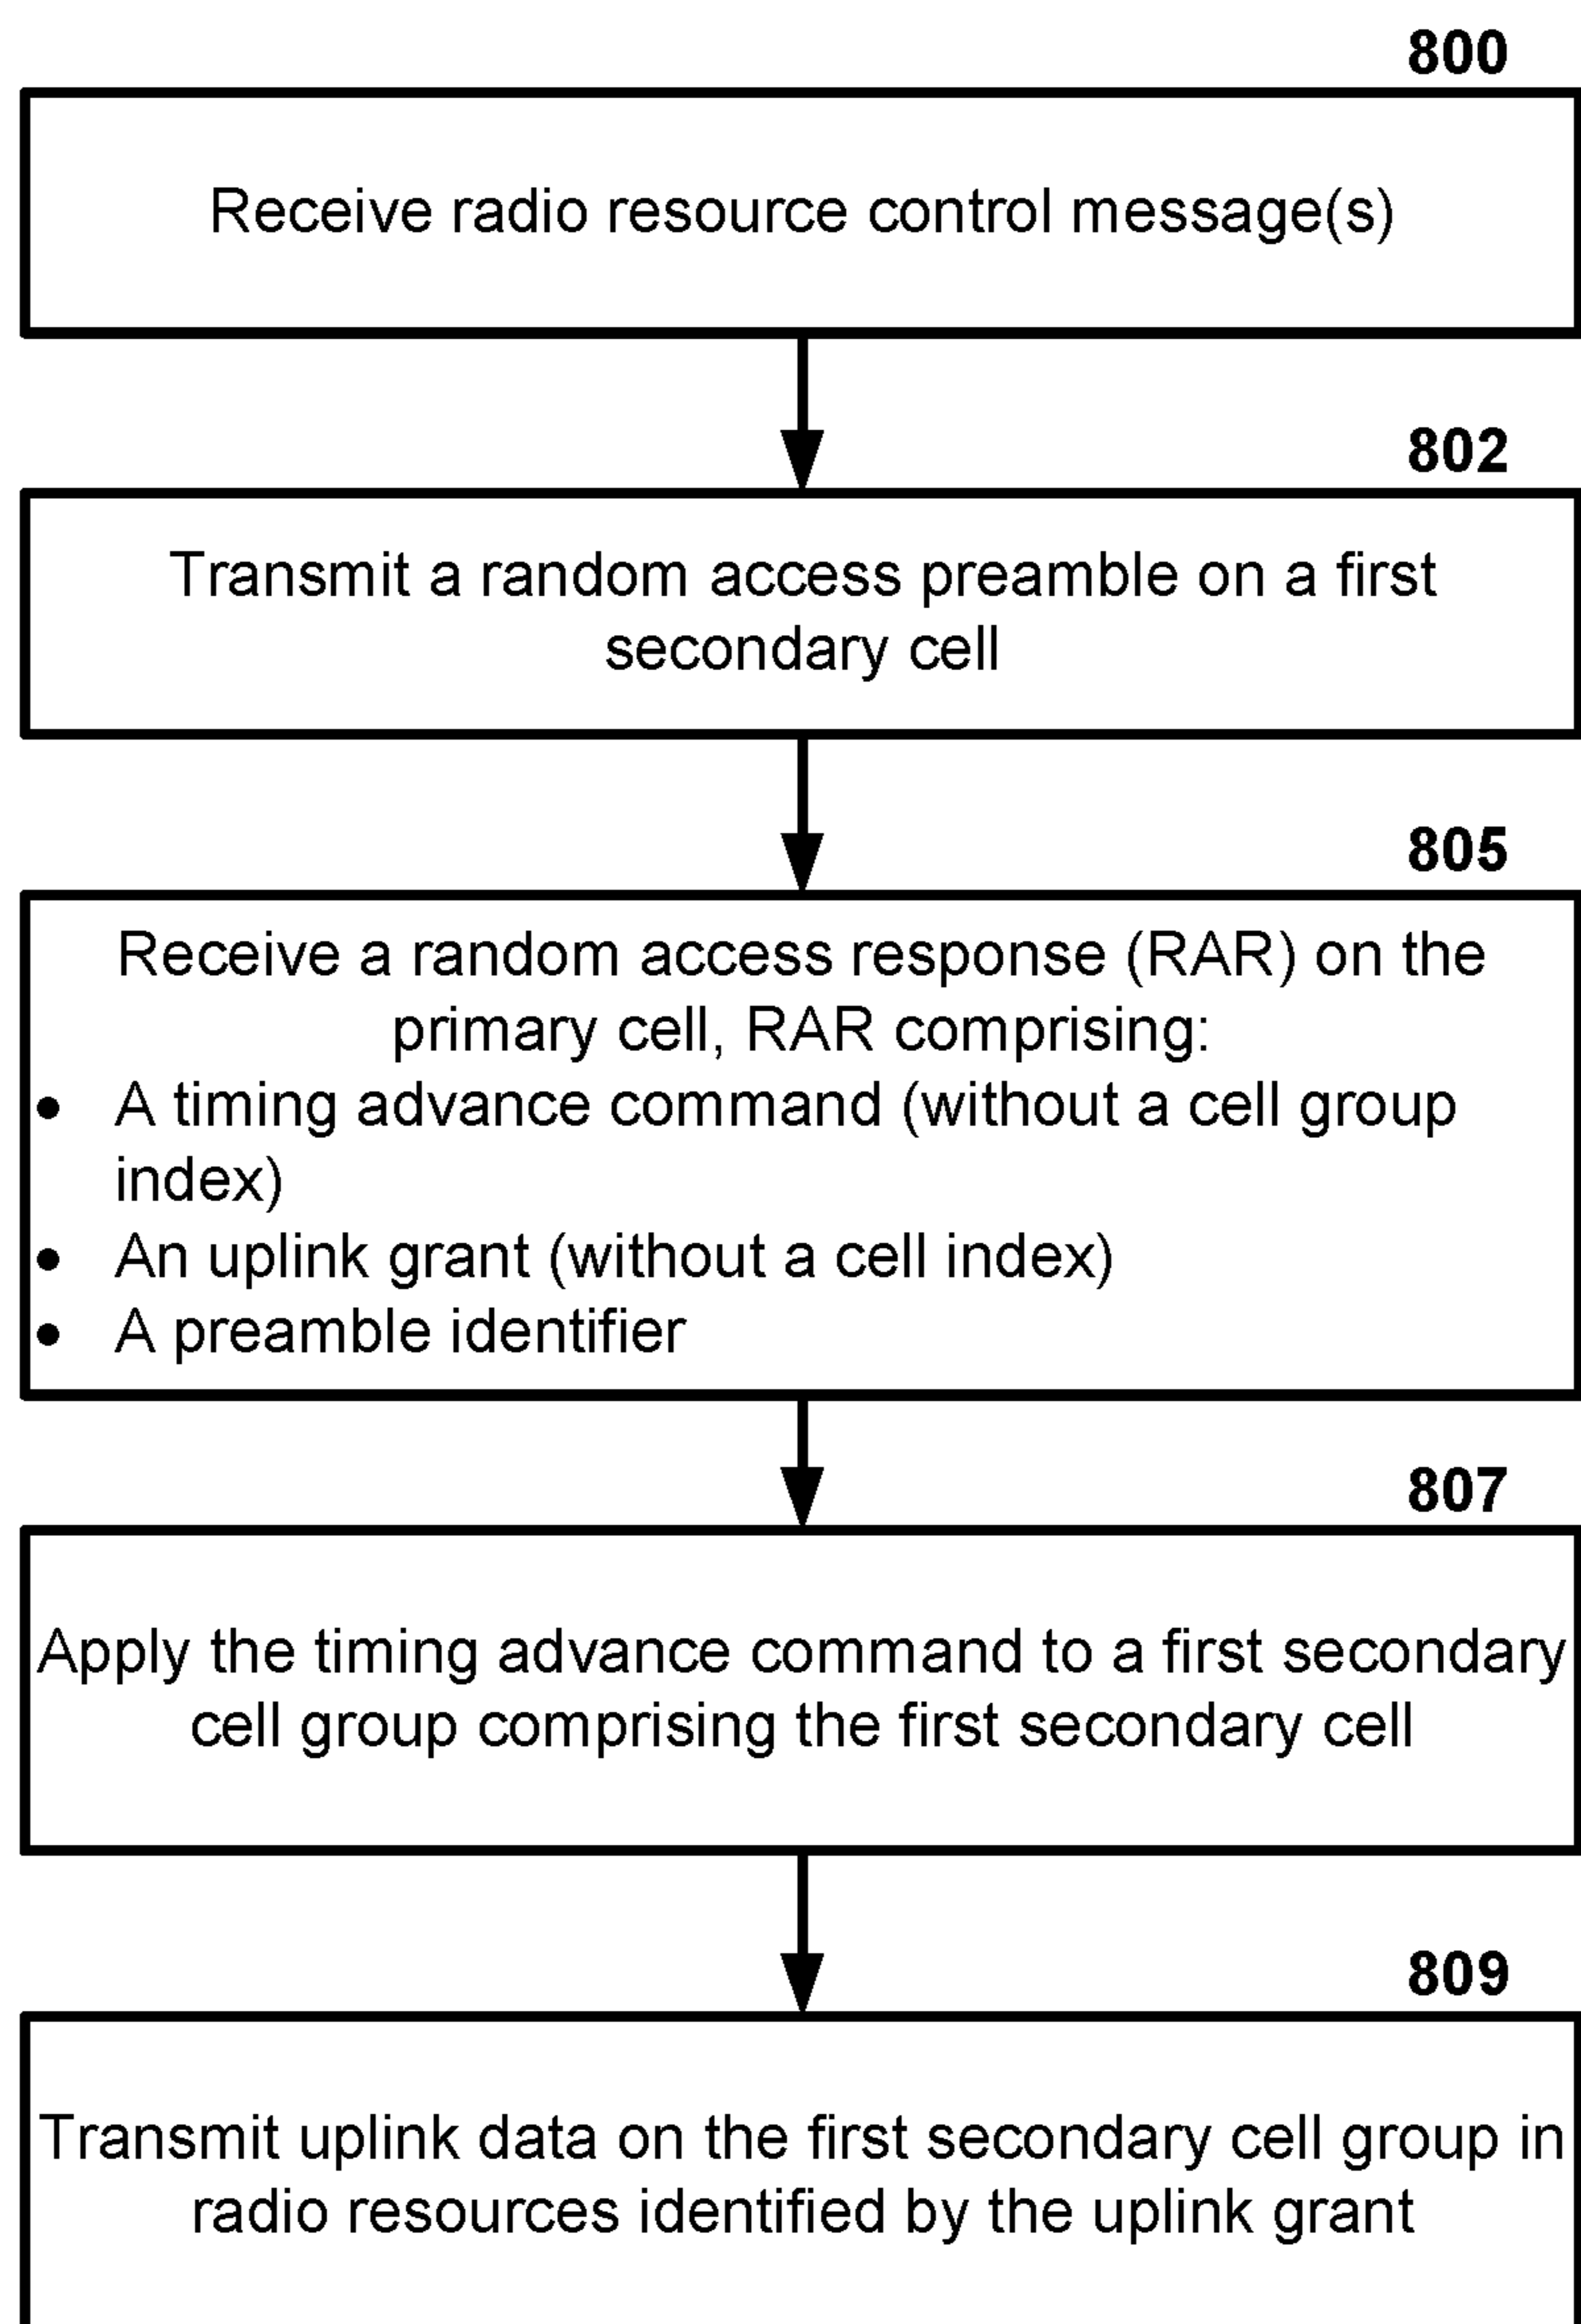 800
Receive radio resource control message(s)
802
Transmit a random access preamble on a first
secondary cell
805
Receive a random access response (RAR) on the
primary cell, RAR comprising:
• A timing advance command (without a cell group
index)
• An uplink grant (without a cell index)
• A preamble identifier
807
Apply the timing advance command to a first secondary
cell group comprising the first secondary cell
809
Transmit uplink data on the first secondary cell group in
radio resources identified by the uplink grant